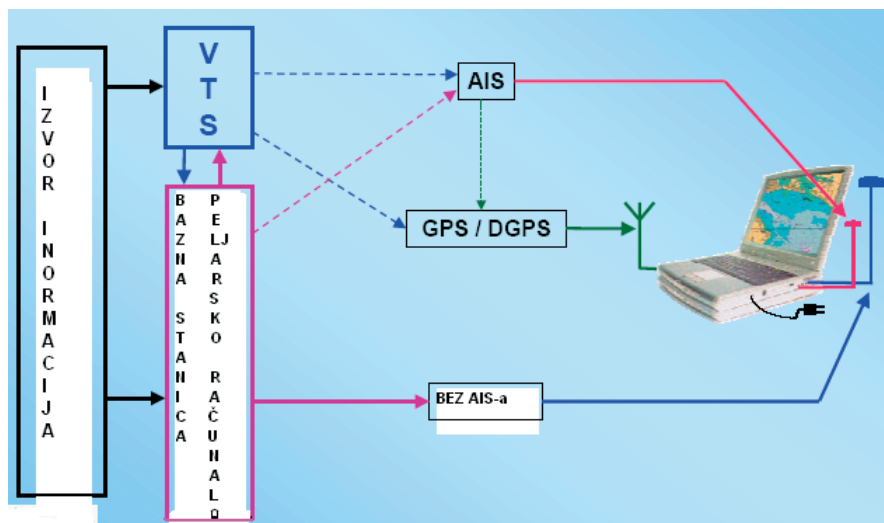 IZVOR INORMACIJA
VTS
BAZNA STANICA
PELJARSKO RAČUNALO
AIS
GPS / DGPS
BEZ AIS-a